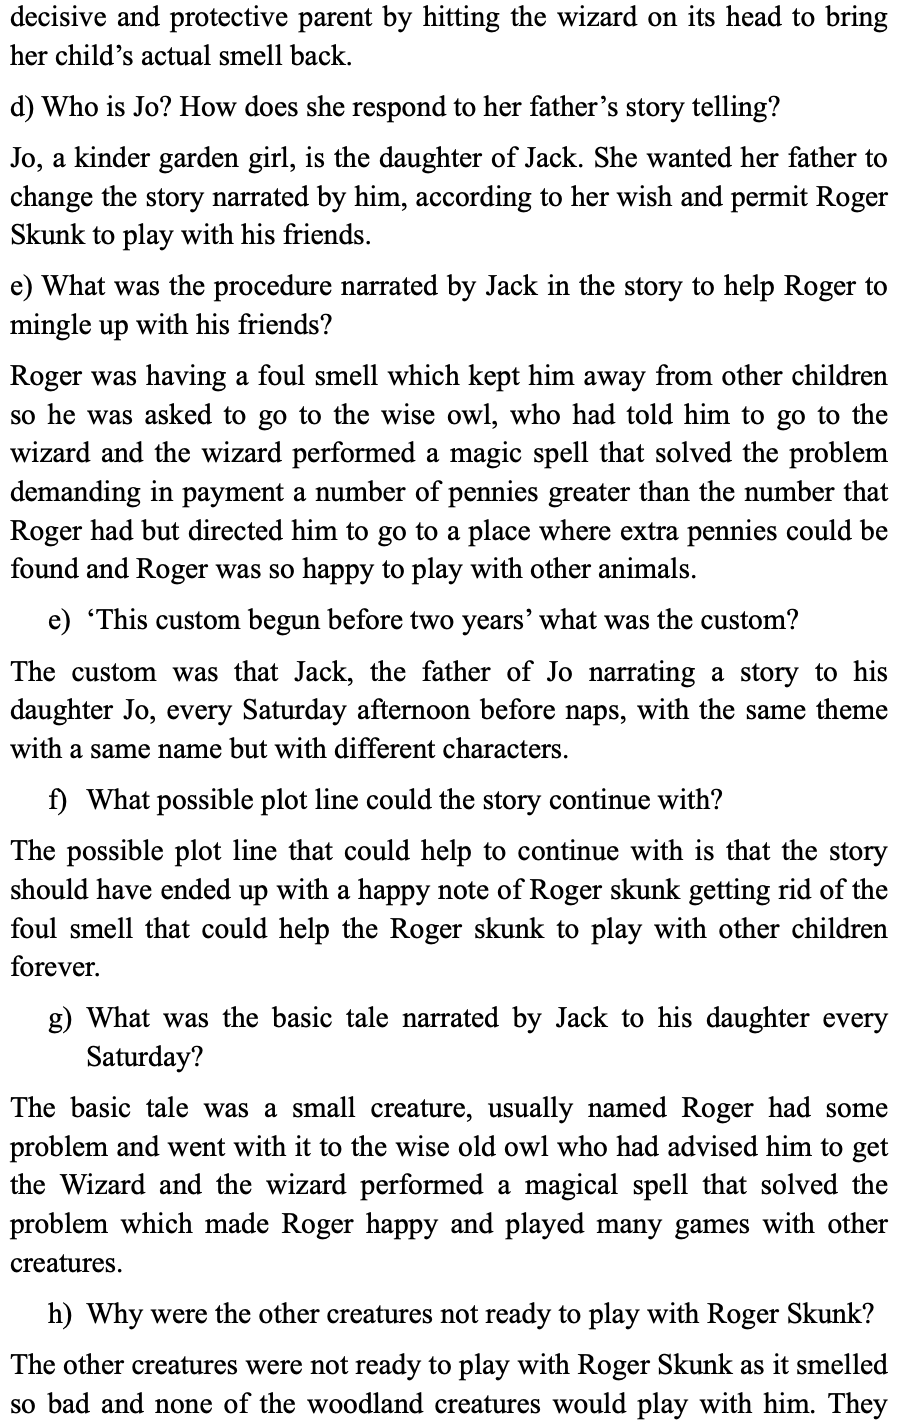 decisive and protective parent by hitting the wizard on its head to bring
her child’s actual smell back.
d) Who is Jo? How does she respond to her father’s story telling?
Jo, a kinder garden girl, is the daughter of Jack. She wanted her father to
change the story narrated by him, according to her wish and permit Roger
Skunk to play with his friends.
e) What was the procedure narrated by Jack in the story to help Roger to
mingle up with his friends?
Roger was having a foul smell which kept him away from other children
so he was asked to go to the wise owl, who had told him to go to the
wizard and the wizard performed a magic spell that solved the problem
demanding in payment a number of pennies greater than the number that
Roger had but directed him to go to a place where extra pennies could be
found and Roger was so happy to play with other animals.
e) ‘This custom begun before two years’ what was the custom?
The custom was that Jack, the father of Jo narrating a story to his
daughter Jo, every Saturday afternoon before naps, with the same theme
with a same name but with different characters.
f) What possible plot line could the story continue with?
The possible plot line that could help to continue with is that the story
should have ended up with a happy note of Roger skunk getting rid of the
foul smell that could help the Roger skunk to play with other children
forever.
g) What was the basic tale narrated by Jack to his daughter every
Saturday?
The basic tale was a small creature, usually named Roger had some
problem and went with it to the wise old owl who had advised him to get
the Wizard and the wizard performed a magical spell that solved the
problem which made Roger happy and played many games with other
creatures.
h) Why were the other creatures not ready to play with Roger Skunk?
The other creatures were not ready to play with Roger Skunk as it smelled
so bad and none of the woodland creatures would play with him. They